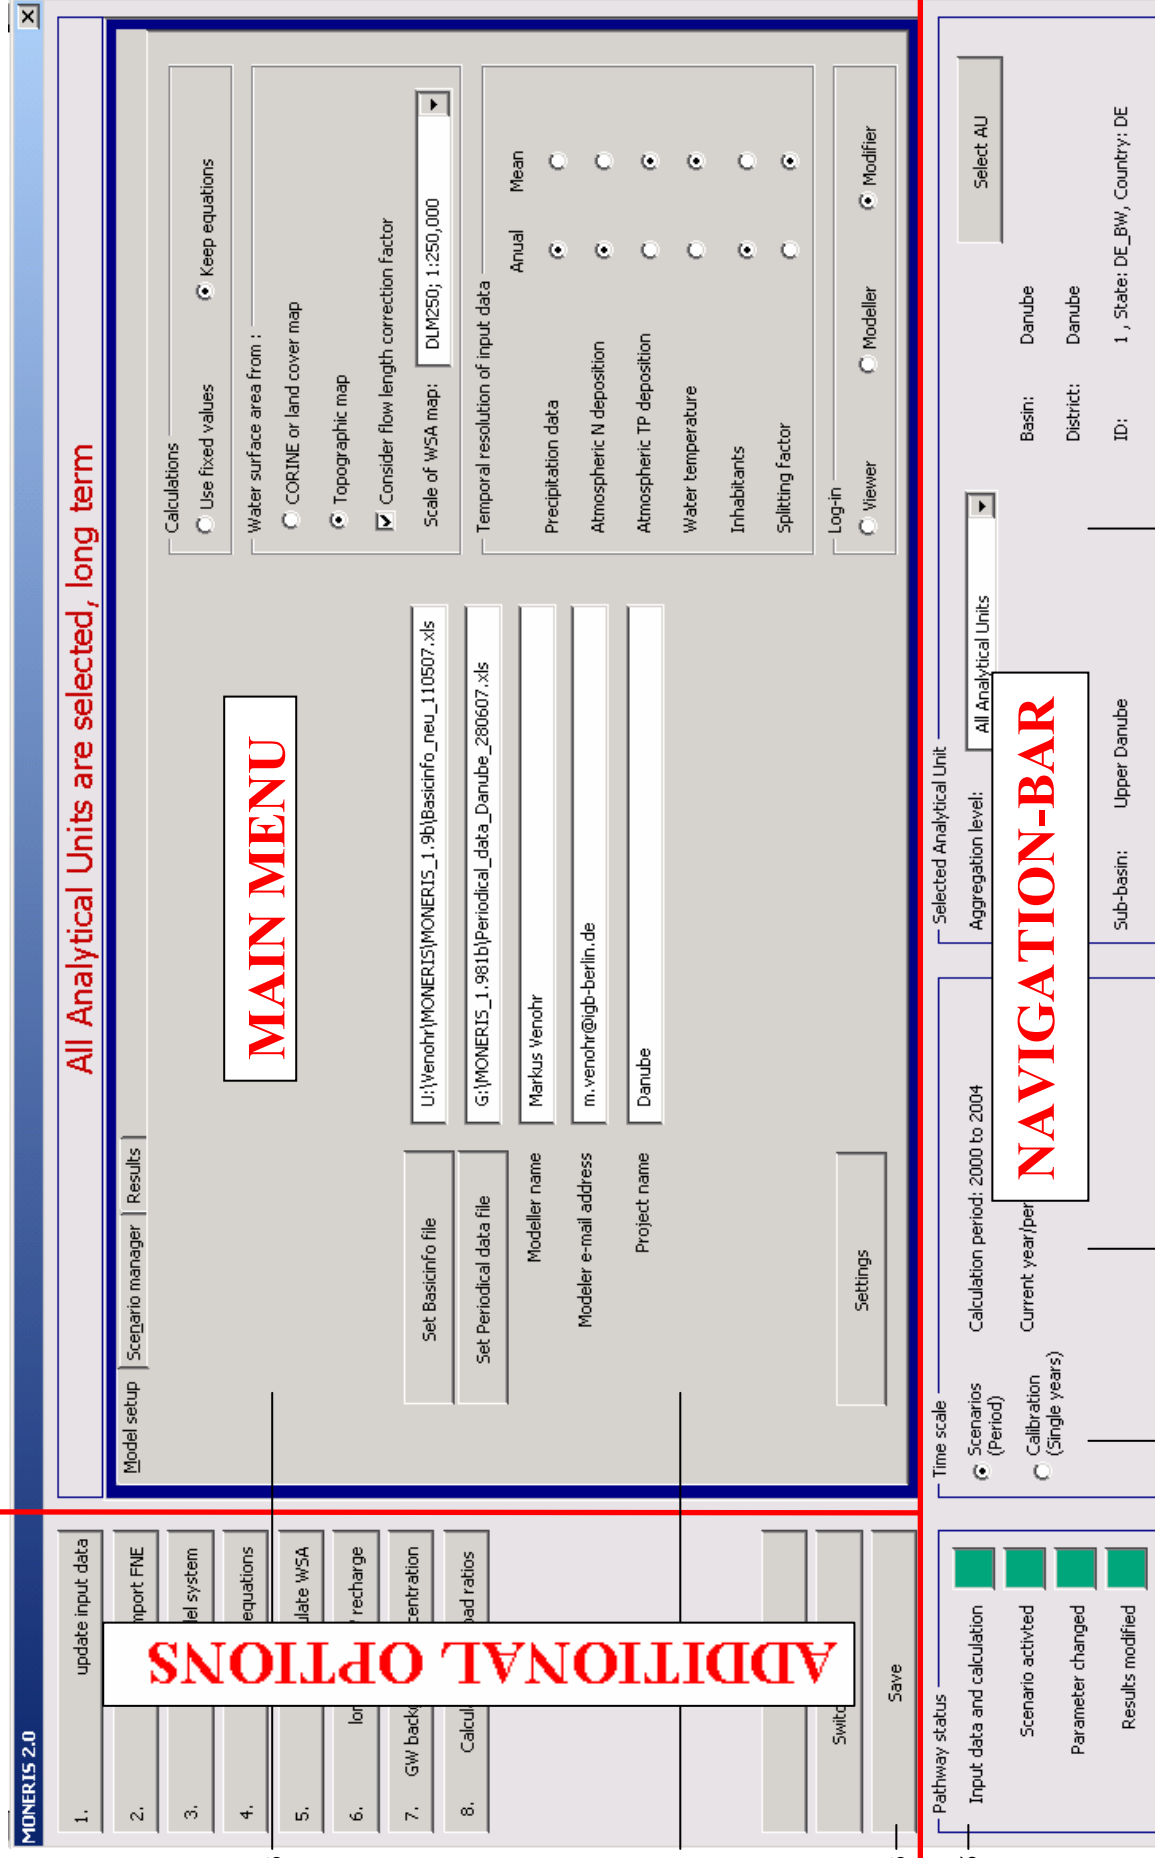 MONERIS 2.0
All Analytical Units are selected, long term
1. update input data
2. mport FNE
3. el system
4. equations
5. late WSA
6. lor recharge
7. GW back centration
8. Calcul ad ratios
Switc
Save
ADDITIONAL OPTIONS
Model setup
Scenario manager
Results
MAIN MENU
Set Basicinfo file
U:\Venohr\MONERIS\MONERIS_1.9b\Basicinfo_neu_110507.xls
Set Periodical data file
G:\MONERIS_1.981b\Periodical_data_Danube_280607.xls
Modeller name
Markus Venohr
Modeler e-mail address
m.venohr@igb-berlin.de
Project name
Danube
Settings
Calculations
Use fixed values
Keep equations
Water surface area from :
CORINE or land cover map
Topographic map
Consider flow length correction factor
Scale of WSA map:
DLM250; 1:250,000
Temporal resolution of input data
Anual Mean
Precipitation data
Atmospheric N deposition
Atmospheric TP deposition
Water temperature
Inhabitants
Splitting factor
Log-in
Viewer
Modeller
Modifier
Pathway status
Input data and calculation
Scenario activted
Parameter changed
Results modified
Time scale
Scenarios
(Period)
Calculation period: 2000 to 2004
Calibration
(Single years)
Current year/per
NAVIGATION-BAR
Selected Analytical Unit
Aggregation level:
All Analytical Units
Select AU
Basin: Danube
District: Danube
Sub-basin: Upper Danube
ID: 1 , State: DE_BW, Country: DE